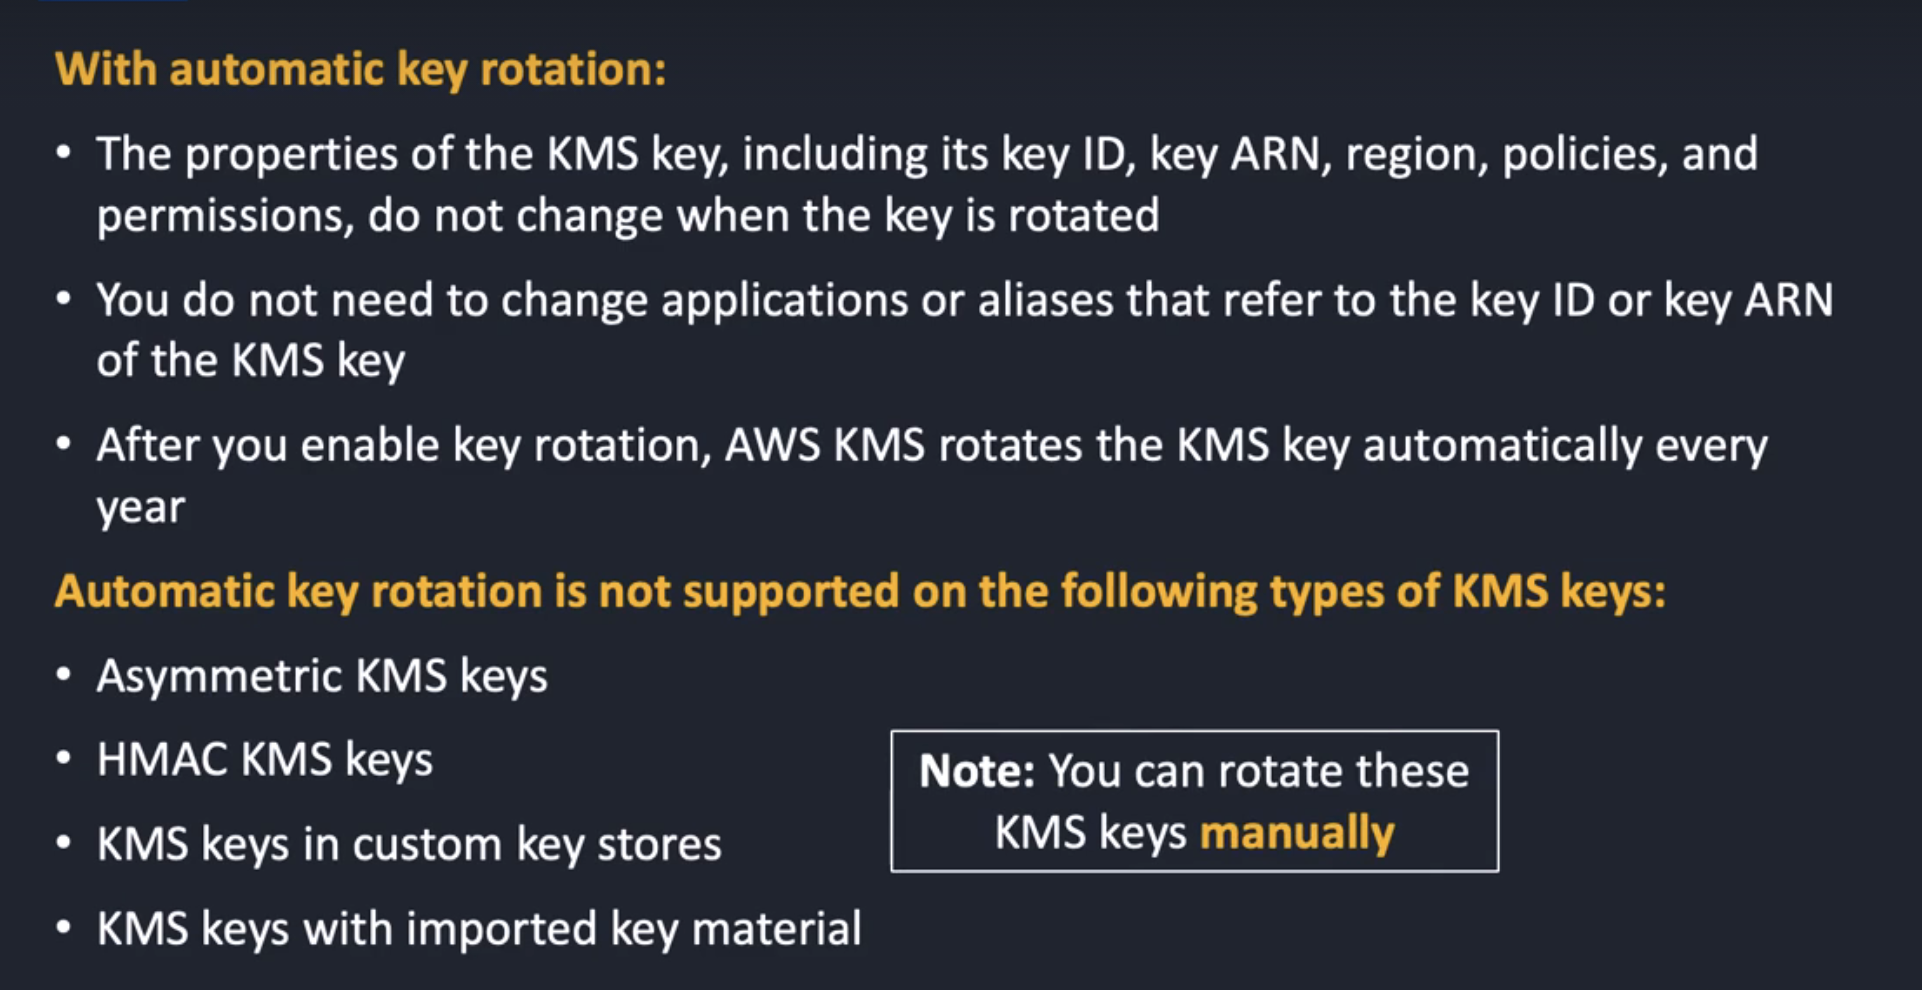 With automatic key rotation:
• The properties of the KMS key, including its key ID, key ARN, region, policies, and
permissions, do not change when the key is rotated
• You do not need to change applications or aliases that refer to the key ID or key ARN
of the KMS key
• After you enable key rotation, AWS KMS rotates the KMS key automatically every
year
Automatic key rotation is not supported on the following types of KMS keys:
• Asymmetric KMS keys
• HMAC KMS keys
• KMS keys in custom key stores
• KMS keys with imported key material
Note: You can rotate these
KMS keys manually